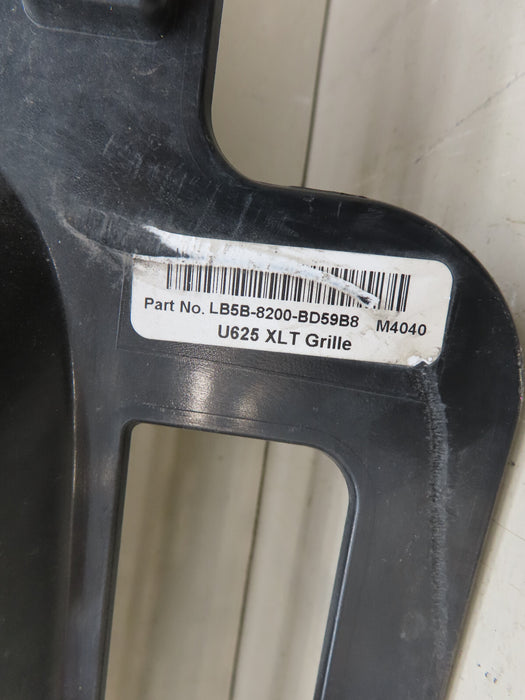 Part No. LB5B-8200-BD59B8 M4040
U625 XLT Grille